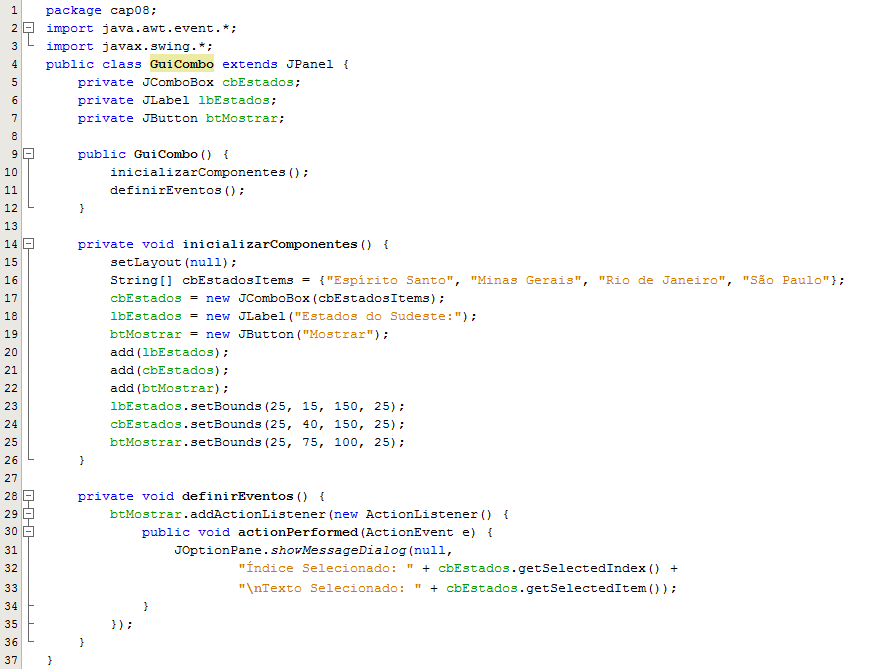 1 package cap08;
2 import java.awt.event.*;
3 import javax.swing.*;
4 public class GuiCombo extends JPanel {
5     private JComboBox cbEstados;
6     private JLabel lbEstados;
7     private JButton btMostrar;
8
9     public GuiCombo() {
10         inicializarComponentes();
11         definirEventos();
12     }
13
14     private void inicializarComponentes() {
15         setLayout(null);
16         String[] cbEstadosItems = {"Espírito Santo", "Minas Gerais", "Rio de Janeiro", "São Paulo"};
17         cbEstados = new JComboBox(cbEstadosItems);
18         lbEstados = new JLabel("Estados do Sudeste:");
19         btMostrar = new JButton("Mostrar");
20         add(lbEstados);
21         add(cbEstados);
22         add(btMostrar);
23         lbEstados.setBounds(25, 15, 150, 25);
24         cbEstados.setBounds(25, 40, 150, 25);
25         btMostrar.setBounds(25, 75, 100, 25);
26     }
27
28     private void definirEventos() {
29         btMostrar.addActionListener(new ActionListener() {
30             public void actionPerformed(ActionEvent e) {
31                 JOptionPane.showMessageDialog(null,
32                         "Índice Selecionado: " + cbEstados.getSelectedIndex() +
33                         "\nTexto Selecionado: " + cbEstados.getSelectedItem());
34             }
35         });
36     }
37 }